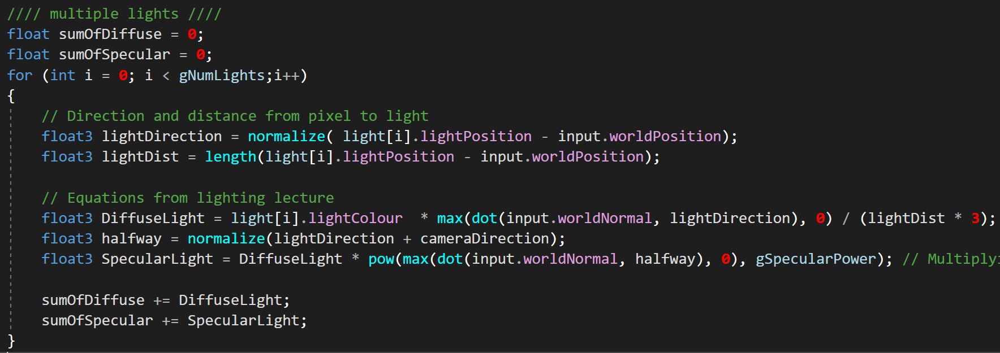 //// multiple lights ////
float sumOfDiffuse = 0;
float sumOfSpecular = 0;
for (int i = 0; i < gNumLights;i++)
{
    // Direction and distance from pixel to light
    float3 lightDirection = normalize( light[i].lightPosition - input.worldPosition);
    float3 lightDist = length(light[i].lightPosition - input.worldPosition);

    // Equations from lighting lecture
    float3 DiffuseLight = light[i].lightColour  * max(dot(input.worldNormal, lightDirection), 0) / (lightDist * 3);
    float3 halfway = normalize(lightDirection + cameraDirection);
    float3 SpecularLight = DiffuseLight * pow(max(dot(input.worldNormal, halfway), 0), gSpecularPower); //

    sumOfDiffuse += DiffuseLight;
    sumOfSpecular += SpecularLight;
}